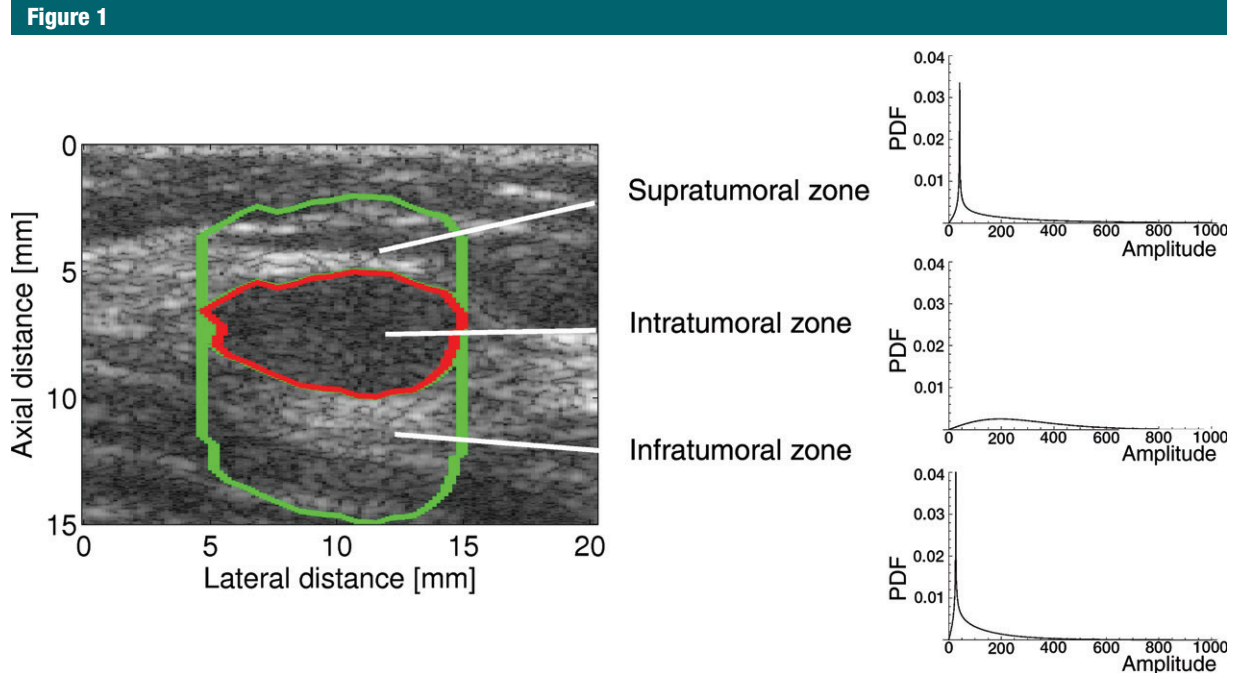 Figure 1
0
5
10
15
Axial distance [mm]
0 5 10 15 20
Lateral distance [mm]
Supratumoral zone
Intratumoral zone
Infratumoral zone
0.04
0.03
0.02
0.01
PDF
0 200 400 600 800 1000
Amplitude
0.04
0.03
0.02
0.01
PDF
0 200 400 600 800 1000
Amplitude
0.04
0.03
0.02
0.01
PDF
0 200 400 600 800 1000
Amplitude